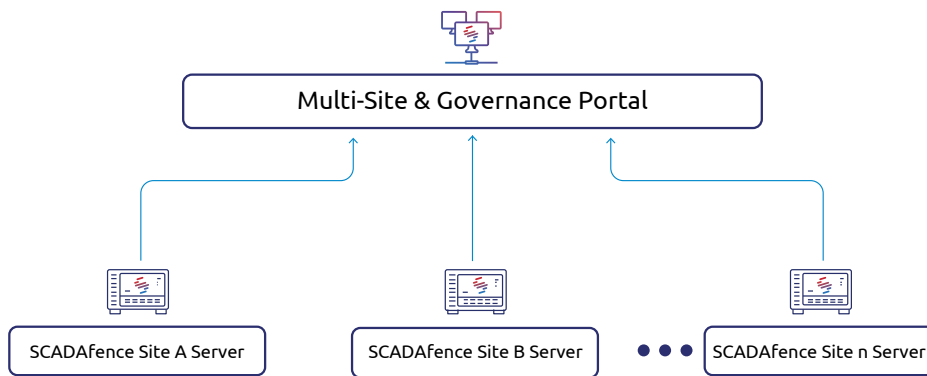 Multi-Site & Governance Portal
SCADAfence Site A Server
SCADAfence Site B Server
SCADAfence Site n Server